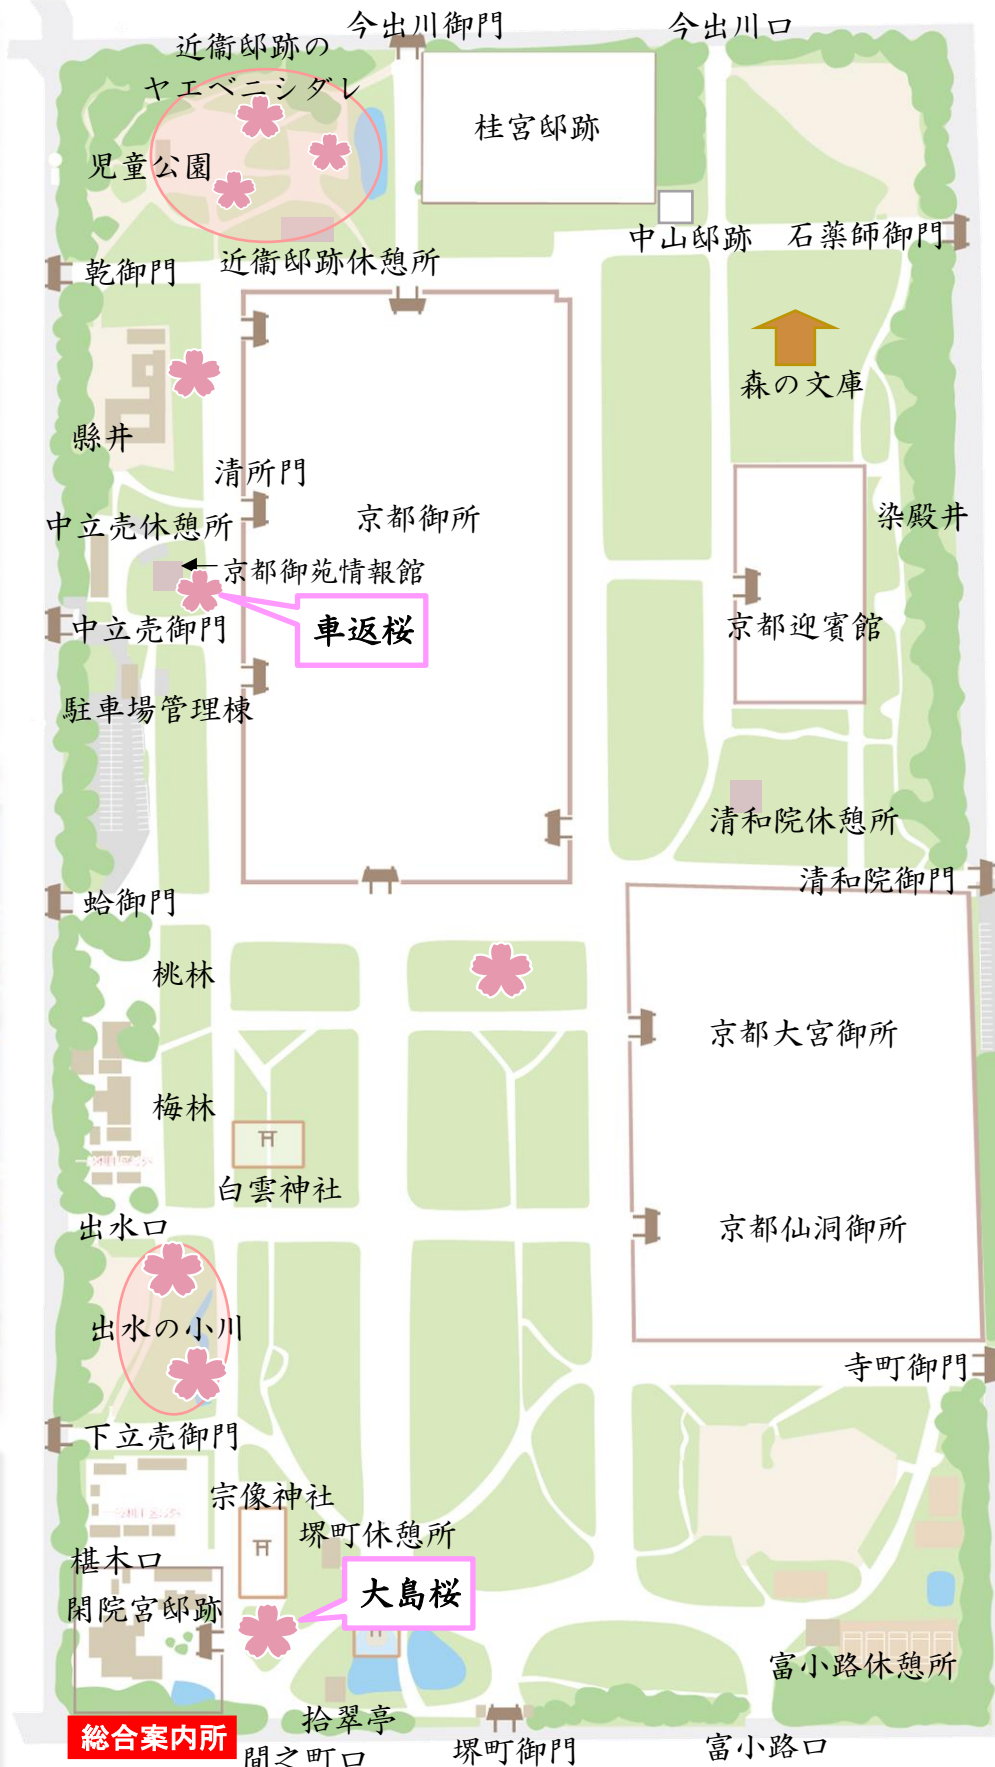 今出川御門
今出川口
近衞邸跡の
ヤエベニシダレ
桂宮邸跡
児童公園
中山邸跡
石薬師御門
近衞邸跡休憩所
乾御門
森の文庫
縣井
清所門
京都御所
染殿井
中立売休憩所
京都御苑情報館
車返桜
中立売御門
京都迎賓館
駐車場管理棟
清和院休憩所
清和院御門
蛤御門
桃林
京都大宮御所
梅林
白雲神社
出水口
京都仙洞御所
出水の小川
寺町御門
下立売御門
宗像神社
堺町休憩所
椹木口
大島桜
閑院宮邸跡
富小路休憩所
拾翠亭
総合案内所
間之町口
堺町御門
富小路口